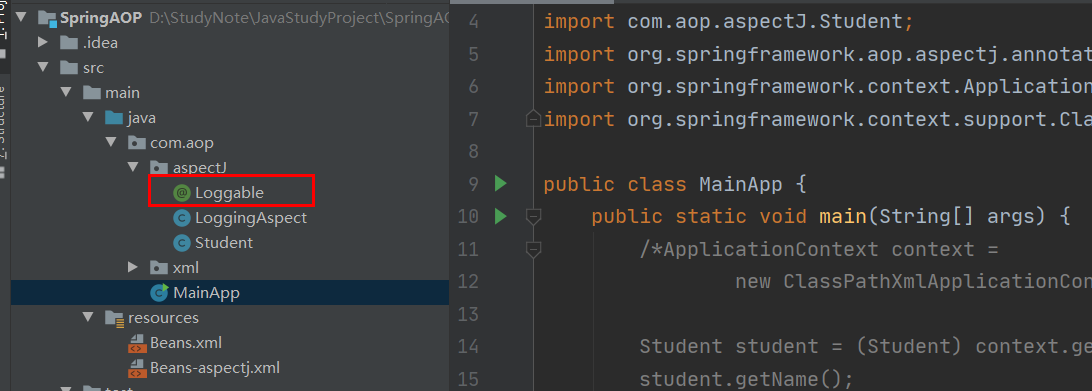 SpringAOP D:\StudyNote\JavaStudyProject\SpringAO
.idea
src
main
java
com.aop
aspectJ
Loggable
LoggingAspect
Student
xml
MainApp
resources
Beans.xml
Beans-aspectj.xml
Structure
4 import com.aop.aspectJ.Student;
5 import org.springframework.aop.aspectj.annotat
6 import org.springframework.context.Application
7 import org.springframework.context.support.Cla
8
9 public class MainApp {
10 public static void main(String[] args) {
11 /*ApplicationContext context =
12 new ClassPathXmlApplicationCon
13
14 Student student = (Student) context.ge
15 student.getName();